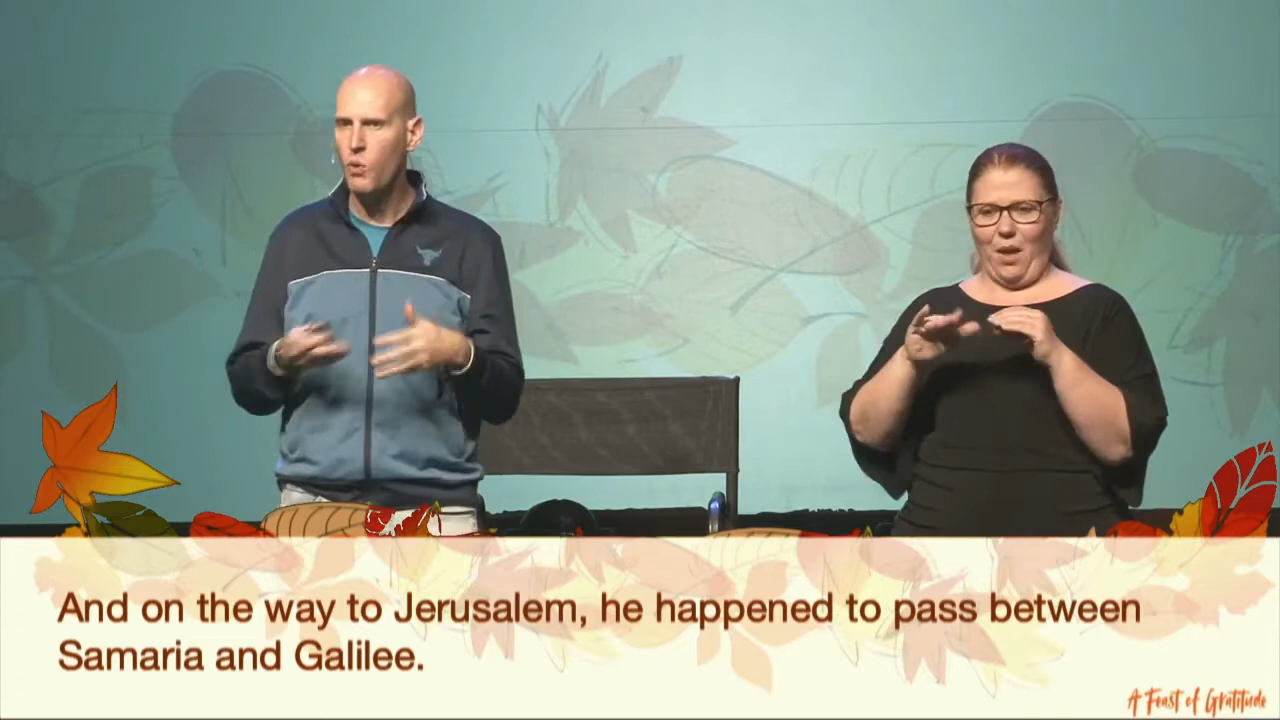 And on the way to Jerusalem, he happened to pass between
Samaria and Galilee.
A Feast of Gratitude